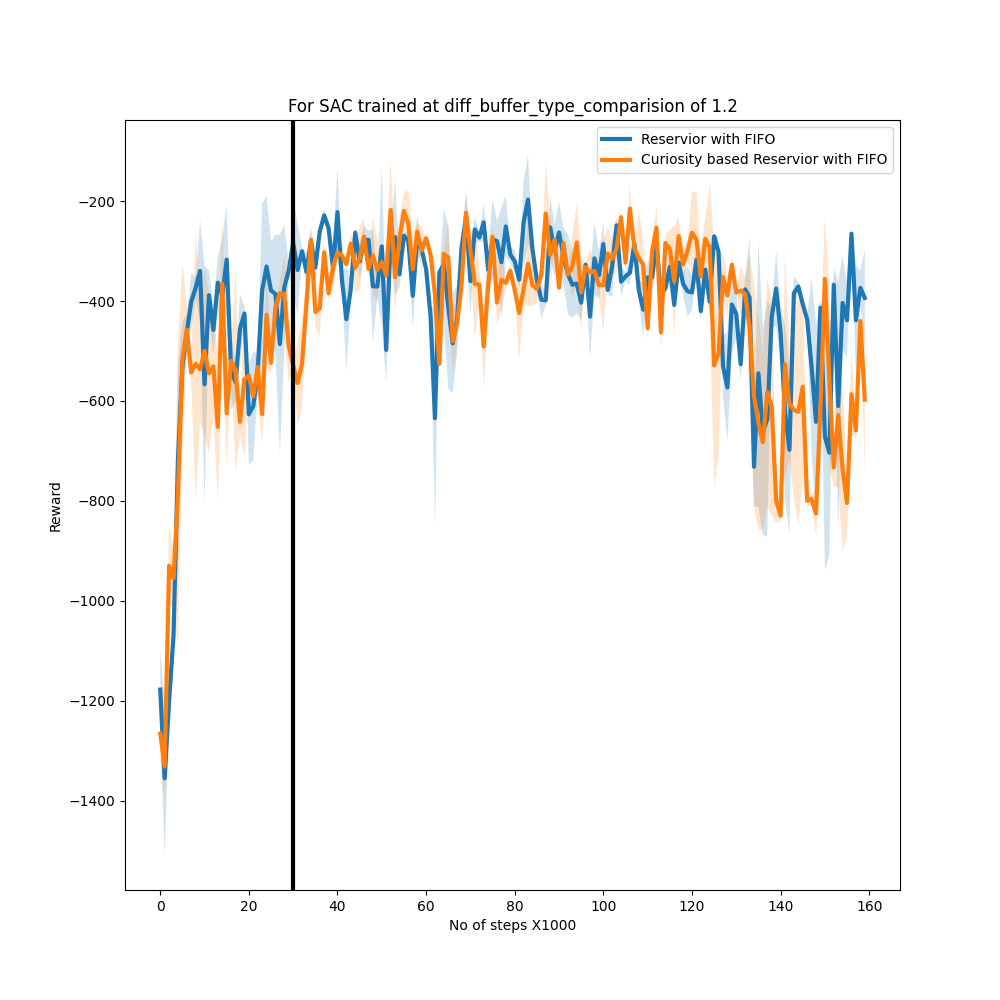 For SAC trained at diff_buffer_type_comparision of 1.2
Reservior with FIFO
Curiosity based Reservior with FIFO
Reward
−200
−400
−600
−800
−1000
−1200
−1400
0 20 40 60 80 100 120 140 160
No of steps X1000